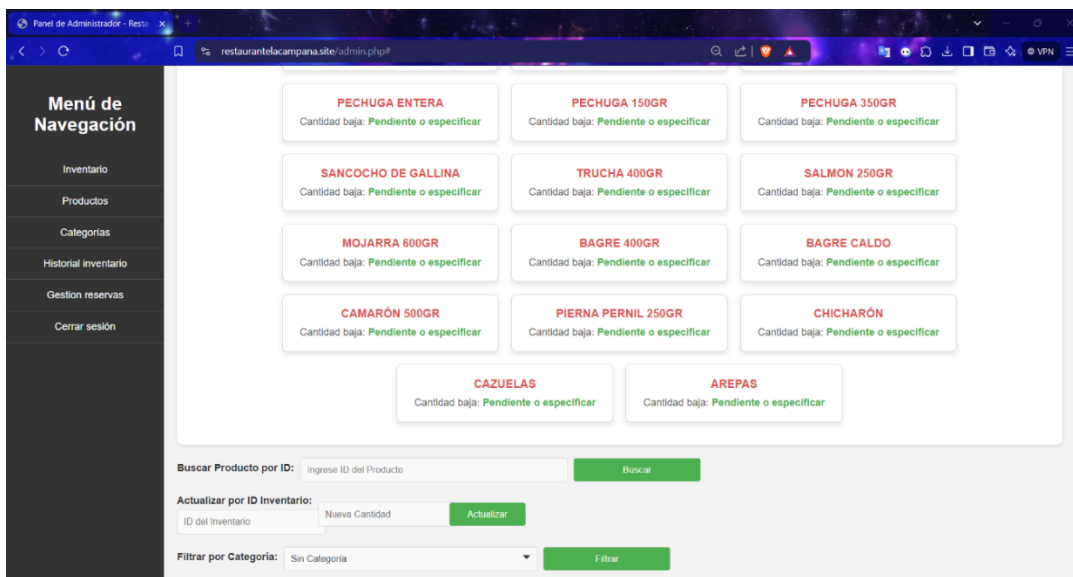 Panel de Administrador - Resta
restaurantelacampana.site/admin.php#
VPN
Menú de
Navegación
Inventario
Productos
Categorías
Historial inventario
Gestion reservas
Cerrar sesión
PECHUGA ENTERA
Cantidad baja: Pendiente o especificar
PECHUGA 150GR
Cantidad baja: Pendiente o especificar
PECHUGA 350GR
Cantidad baja: Pendiente o especificar
SANCOCHO DE GALLINA
Cantidad baja: Pendiente o especificar
TRUCHA 400GR
Cantidad baja: Pendiente o especificar
SALMON 250GR
Cantidad baja: Pendiente o especificar
MOJARRA 600GR
Cantidad baja: Pendiente o especificar
BAGRE 400GR
Cantidad baja: Pendiente o especificar
BAGRE CALDO
Cantidad baja: Pendiente o especificar
CAMARÓN 500GR
Cantidad baja: Pendiente o especificar
PIERNA PERNIL 250GR
Cantidad baja: Pendiente o especificar
CHICHARÓN
Cantidad baja: Pendiente o especificar
CAZUELAS
Cantidad baja: Pendiente o especificar
AREPAS
Cantidad baja: Pendiente o especificar
Buscar Producto por ID: Ingrese ID del Producto Buscar
Actualizar por ID Inventario:
ID del Inventario Nueva Cantidad Actualizar
Filtrar por Categoría: Sin Categoría Filtrar